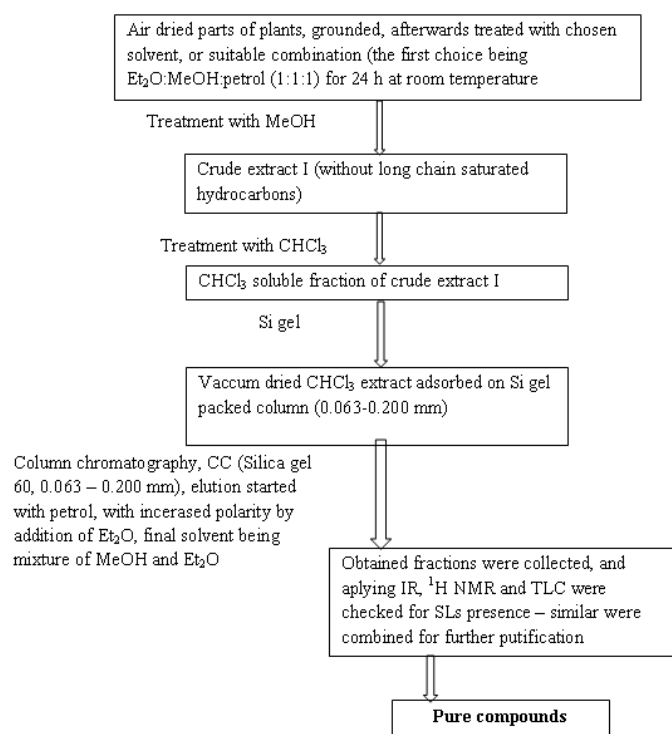 Air dried parts of plants, grounded, afterwards treated with chosen
solvent, or suitable combination (the first choice being
Et₂O:MeOH:petrol (1:1:1) for 24 h at room temperature
Treatment with MeOH
Crude extract I (without long chain saturated
hydrocarbons)
Treatment with CHCl₃
CHCl₃ soluble fraction of crude extract I
Si gel
Vaccum dried CHCl₃ extract adsorbed on Si gel
packed column (0.063-0.200 mm)
Column chromatography, CC (Silica gel
60, 0.063 – 0.200 mm), elution started
with petrol, with incerased polarity by
addition of Et₂O, final solvent being
mixture of MeOH and Et₂O
Obtained fractions were collected, and
aplying IR, ¹H NMR and TLC were
checked for SLs presence – similar were
combined for further putification
Pure compounds